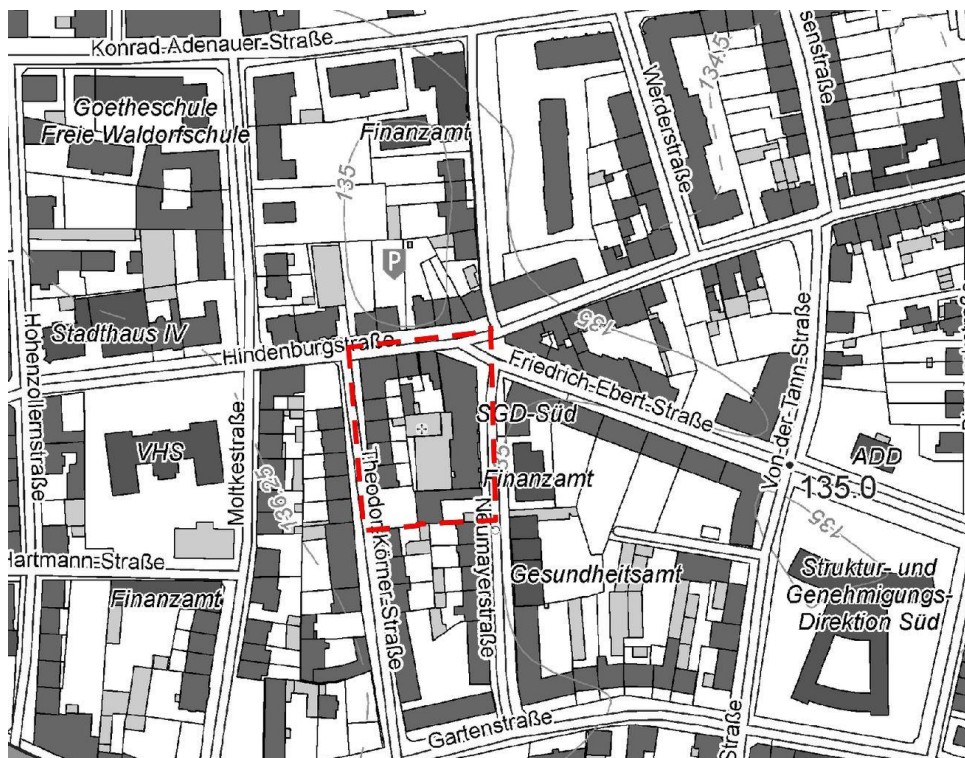 Konrad-Adenauer-Straße
Goetheschule
Freie Waldorfschule
Finanzamt
135
Werderstraße
134.5
senstraße
P
Stadthaus IV
Hohenzollernstraße
Hindenburgstraße
135
Friedrich-Ebert-Straße
Von-der-Tann-Straße
SGD-Süd
VHS
Moltkestraße
136.25
Theodor-Körner-Straße
Finanzamt
Naumayerstraße
ADD
135.0
135
Hartmann-Straße
Finanzamt
Gesundheitsamt
Struktur- und
Genehmigungs-
Direktion Süd
Gartenstraße
Straße